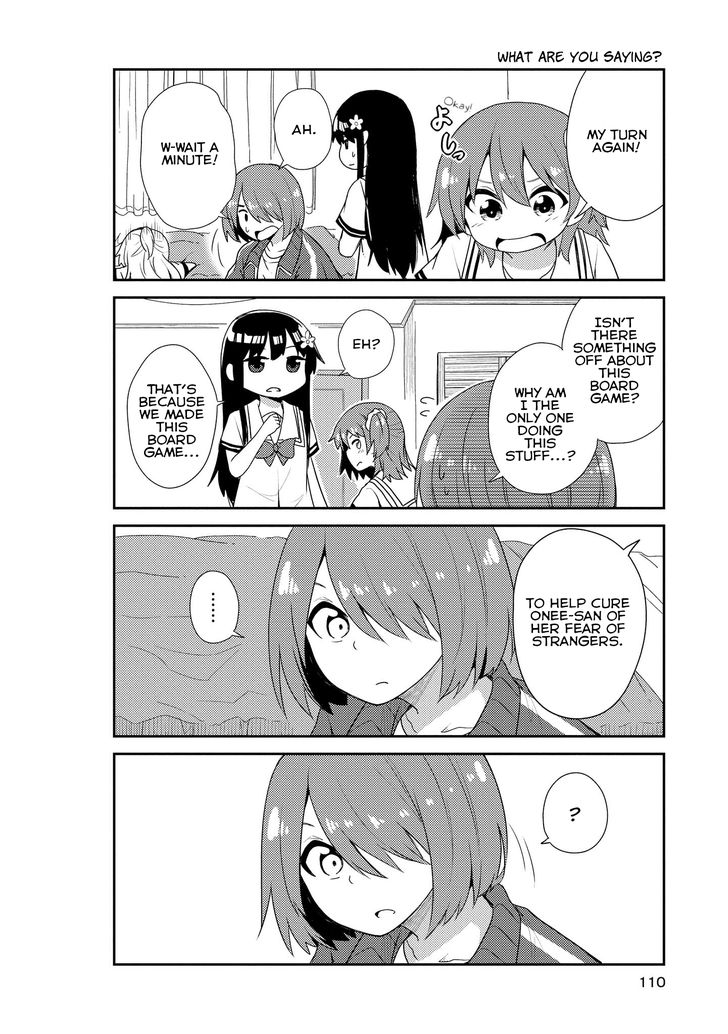 WHAT ARE YOU SAYING?
MY TURN
AGAIN!
Okay!
よしっ
AH.
W-WAIT A
MINUTE!
ISN'T
THERE
SOMETHING
OFF ABOUT
THIS
BOARD
GAME?
WHY AM
I THE
ONLY ONE
DOING
THIS
STUFF...?
EH?
THAT'S
BECAUSE
WE MADE
THIS
BOARD
GAME...
TO HELP CURE
ONEE-SAN OF
HER FEAR OF
STRANGERS.
......
?
110